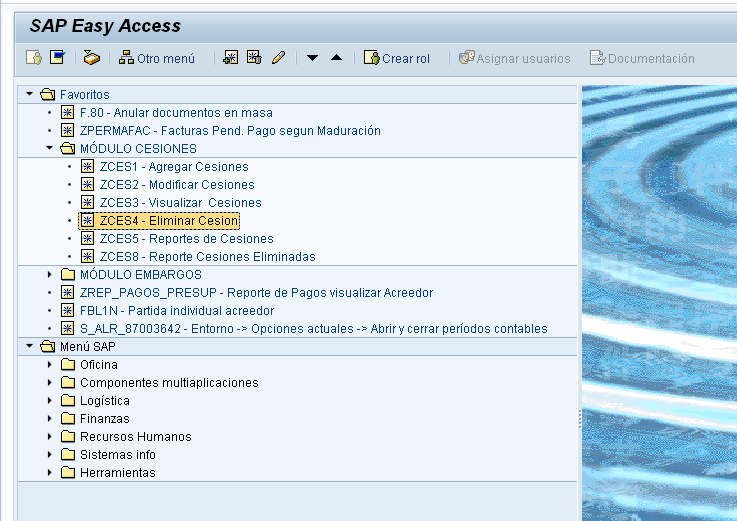 SAP Easy Access
Otro menú Crear rol Asignar usuarios Documentación
Favoritos
F.80 - Anular documentos en masa
ZPERMAFAC - Facturas Pend. Pago segun Maduración
MÓDULO CESIONES
ZCES1 - Agregar Cesiones
ZCES2 - Modificar Cesiones
ZCES3 - Visualizar  Cesiones
ZCES4 - Eliminar Cesion
ZCES5 - Reportes de Cesiones
ZCES8 - Reporte Cesiones Eliminadas
MÓDULO EMBARGOS
ZREP_PAGOS_PRESUP - Reporte de Pagos visualizar Acreedor
FBL1N - Partida individual acreedor
S_ALR_87003642 - Entorno -> Opciones actuales -> Abrir y cerrar períodos contables
Menú SAP
Oficina
Componentes multiaplicaciones
Logística
Finanzas
Recursos Humanos
Sistemas info
Herramientas